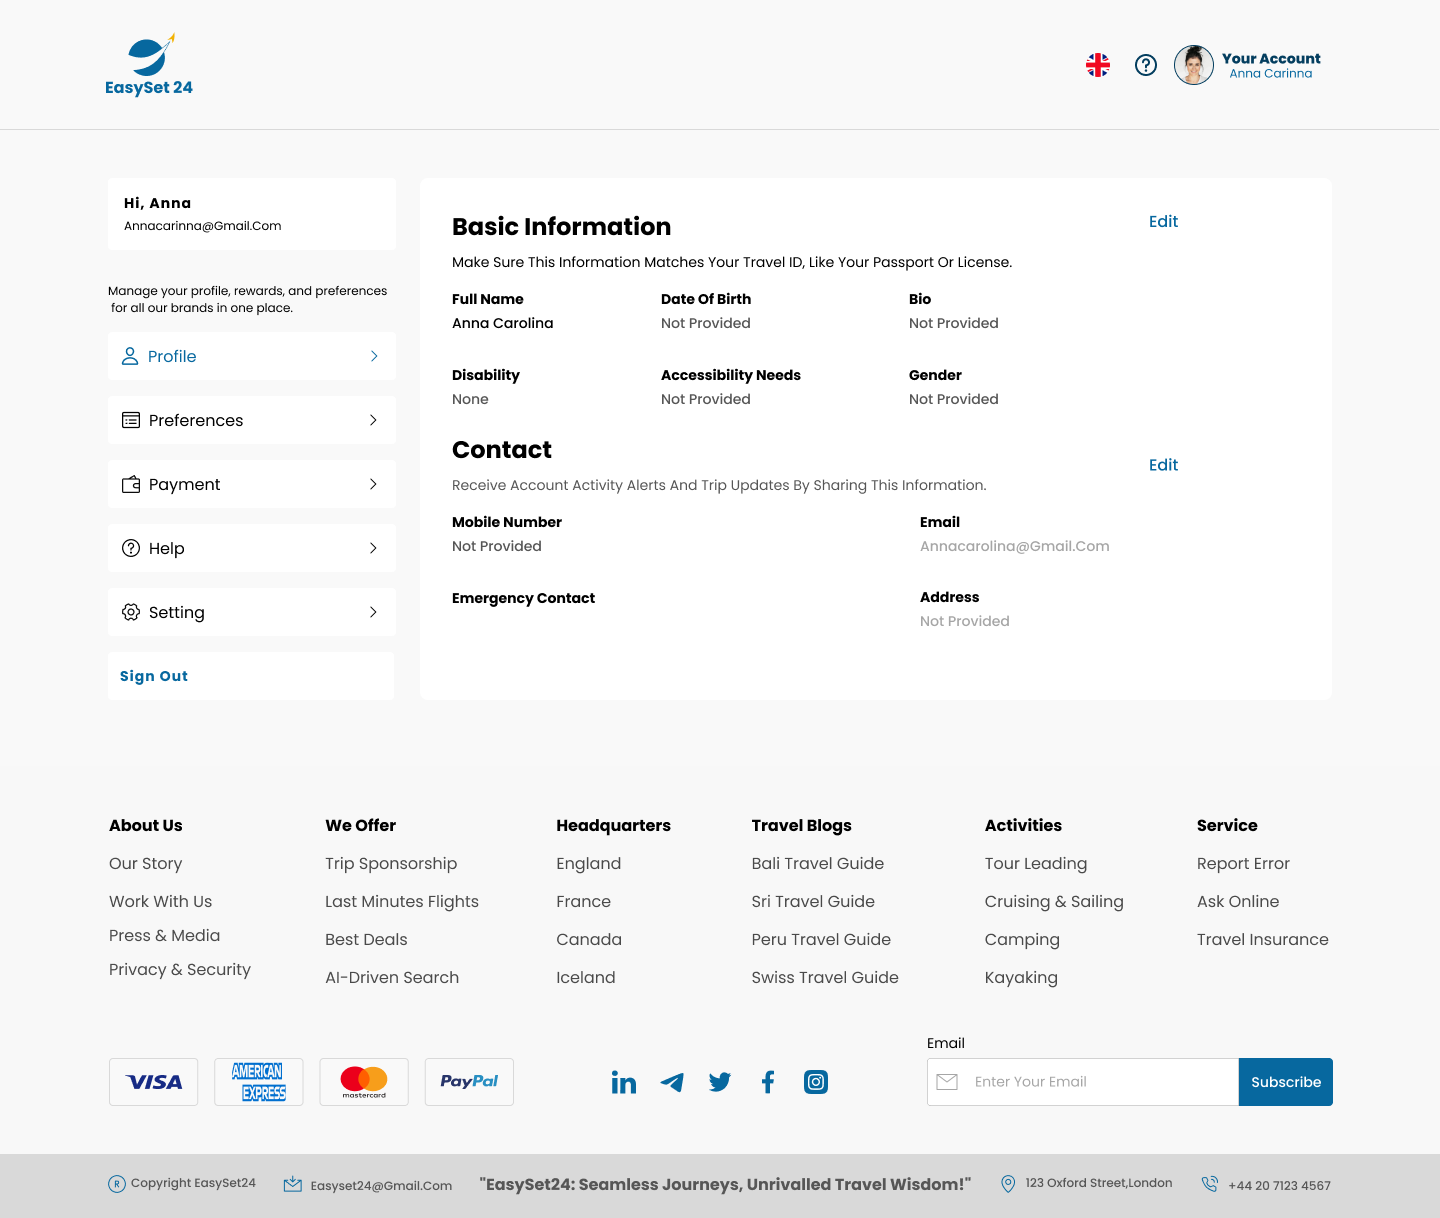 EasySet 24
Your Account
Anna Carinna
Hi, Anna
Annacarinna@Gmail.Com
Manage your profile, rewards, and preferences
for all our brands in one place.
Profile
Preferences
Payment
Help
Setting
Sign Out
Basic Information
Edit
Make Sure This Information Matches Your Travel ID, Like Your Passport Or License.
Full Name
Date Of Birth
Bio
Anna Carolina
Not Provided
Not Provided
Disability
Accessibility Needs
Gender
None
Not Provided
Not Provided
Contact
Edit
Receive Account Activity Alerts And Trip Updates By Sharing This Information.
Mobile Number
Email
Not Provided
Annacarolina@Gmail.Com
Emergency Contact
Address
Not Provided
About Us
Our Story
Work With Us
Press & Media
Privacy & Security
We Offer
Trip Sponsorship
Last Minutes Flights
Best Deals
AI-Driven Search
Headquarters
England
France
Canada
Iceland
Travel Blogs
Bali Travel Guide
Sri Travel Guide
Peru Travel Guide
Swiss Travel Guide
Activities
Tour Leading
Cruising & Sailing
Camping
Kayaking
Service
Report Error
Ask Online
Travel Insurance
VISA
AMERICAN
EXPRESS
mastercard
PayPal
in
Email
Enter Your Email
Subscribe
® Copyright EasySet24
Easyset24@Gmail.Com
"EasySet24: Seamless Journeys, Unrivalled Travel Wisdom!"
123 Oxford Street,London
+44 20 7123 4567